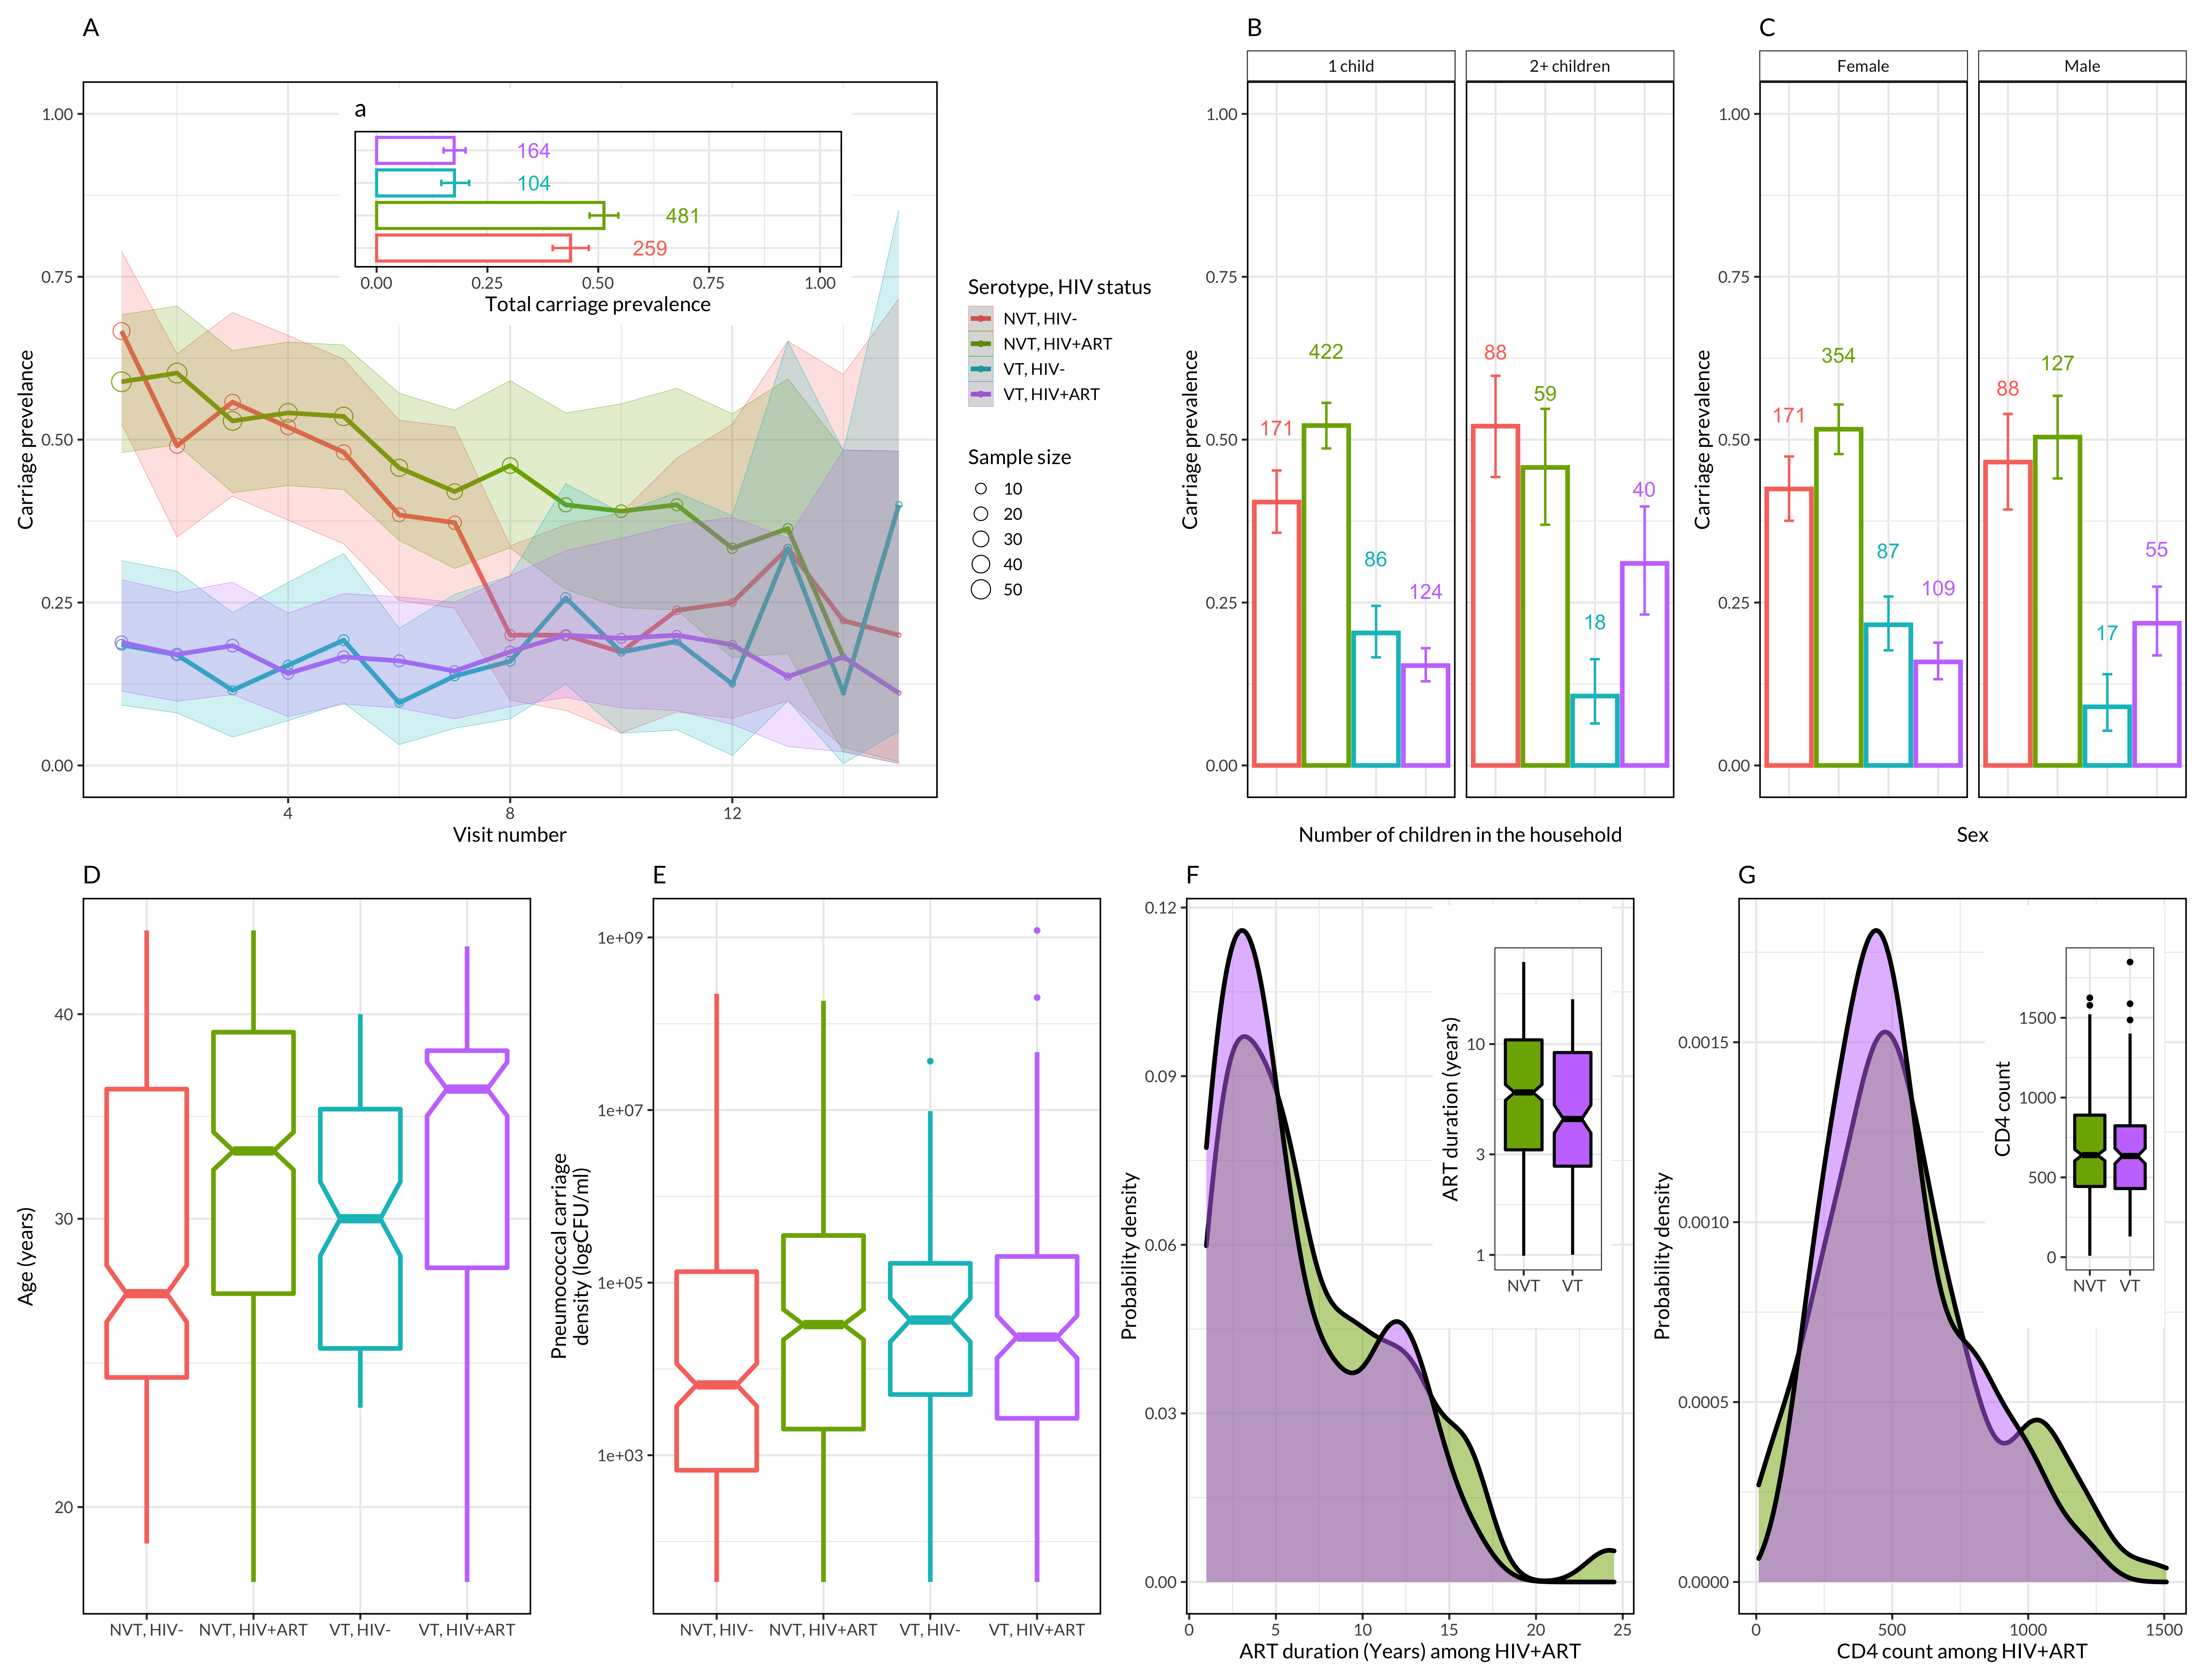 A
1.00
0.75
0.50
0.25
0.00
Carriage prevelence
4
8
12
Visit number
a
164
104
481
259
0.00
0.25
0.50
0.75
1.00
Total carriage prevalence
Serotype, HIV status
NVT, HIV-
NVT, HIV+ART
VT, HIV-
VT, HIV+ART
Sample size
10
20
30
40
50
B
1 child
2+ children
1.00
0.75
0.50
0.25
0.00
Carriage prevalence
171
422
86
124
88
59
18
40
Number of children in the household
C
Female
Male
1.00
0.75
0.50
0.25
0.00
Carriage prevalence
171
354
87
109
88
127
17
55
Sex
D
40
30
20
Age (years)
NVT, HIV-
NVT, HIV+ART
VT, HIV-
VT, HIV+ART
E
1e+09
1e+07
1e+05
1e+03
Pneumococcal carriage
density (logCFU/ml)
NVT, HIV-
NVT, HIV+ART
VT, HIV-
VT, HIV+ART
F
0.12
0.09
0.06
0.03
0.00
Probability density
0
5
10
15
20
25
ART duration (Years) among HIV+ART
10
3
1
ART duration (years)
NVT
VT
G
0.0015
0.0010
0.0005
0.0000
Probability density
0
500
1000
1500
CD4 count among HIV+ART
1500
1000
500
0
CD4 count
NVT
VT